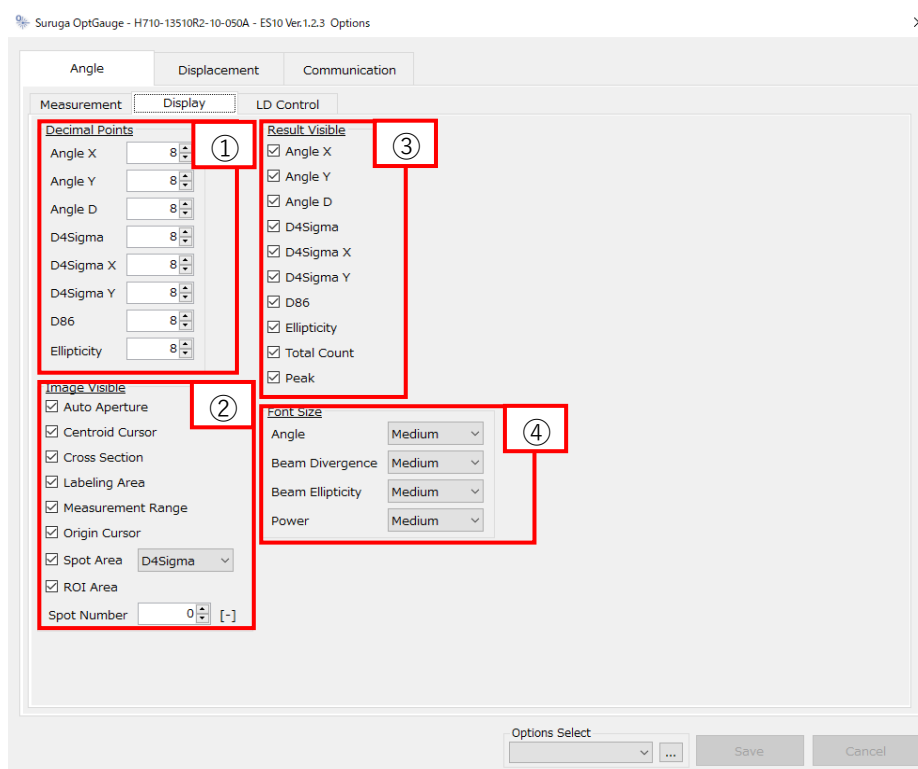 Suruga OptGauge - H710-13510R2-10-050A - ES10 Ver.1.2.3 Options
Angle
Displacement
Communication
Measurement
Display
LD Control
Decimal Points
①
Angle X 8
Angle Y 8
Angle D 8
D4Sigma 8
D4Sigma X 8
D4Sigma Y 8
D86 8
Ellipticity 8
Image Visible
②
Auto Aperture
Centroid Cursor
Cross Section
Labeling Area
Measurement Range
Origin Cursor
Spot Area D4Sigma
ROI Area
Spot Number 0 [-]
Result Visible
③
Angle X
Angle Y
Angle D
D4Sigma
D4Sigma X
D4Sigma Y
D86
Ellipticity
Total Count
Peak
Font Size
④
Angle Medium
Beam Divergence Medium
Beam Ellipticity Medium
Power Medium
Options Select
...
Save
Cancel